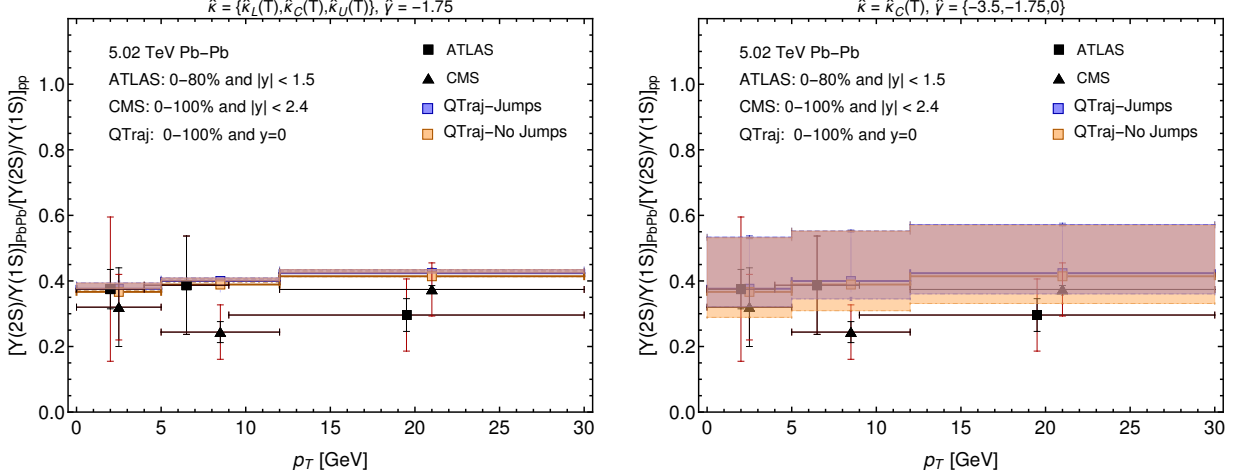 κ̂ = {κ̂_L(T),κ̂_C(T),κ̂_U(T)}, γ̂ = −1.75
5.02 TeV Pb−Pb
ATLAS: 0−80% and |y| < 1.5
CMS: 0−100% and |y| < 2.4
QTraj: 0−100% and y=0
ATLAS
CMS
QTraj−Jumps
QTraj−No Jumps
[Υ(2S)/Υ(1S)]_PbPb/[Υ(2S)/Υ(1S)]_pp
1.0
0.8
0.6
0.4
0.2
0.0
0 5 10 15 20 25 30
p_T [GeV]
κ̂ = κ̂_C(T), γ̂ = {−3.5,−1.75,0}
5.02 TeV Pb−Pb
ATLAS: 0−80% and |y| < 1.5
CMS: 0−100% and |y| < 2.4
QTraj: 0−100% and y=0
ATLAS
CMS
QTraj−Jumps
QTraj−No Jumps
[Υ(2S)/Υ(1S)]_PbPb/[Υ(2S)/Υ(1S)]_pp
1.0
0.8
0.6
0.4
0.2
0.0
0 5 10 15 20 25 30
p_T [GeV]